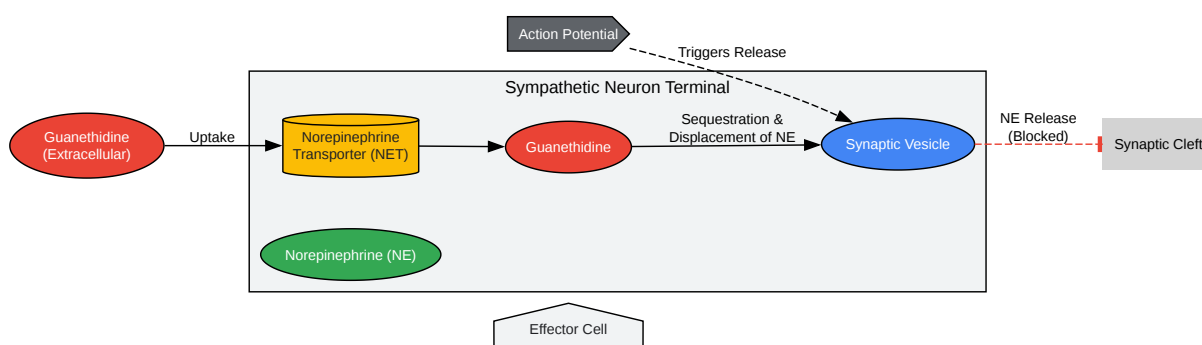 Action Potential
Triggers Release
Sympathetic Neuron Terminal
Guanethidine
(Extracellular)
Uptake
Norepinephrine
Transporter (NET)
Guanethidine
Sequestration &
Displacement of NE
Synaptic Vesicle
NE Release
(Blocked)
Synaptic Cleft
Norepinephrine (NE)
Effector Cell